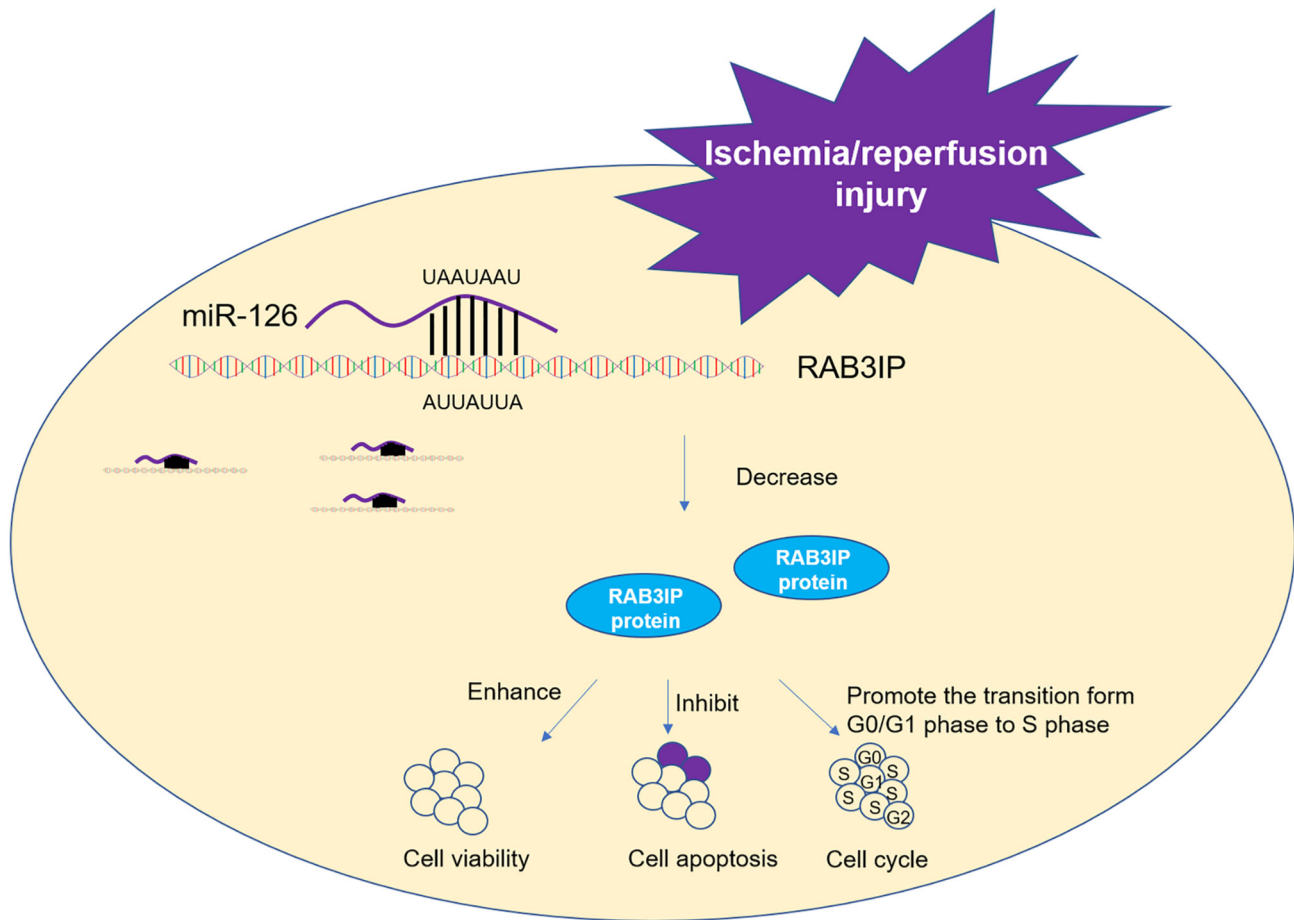 Ischemia/reperfusion
injury
UAAUAAU
miR-126
RAB3IP
AUUAUUA
Decrease
RAB3IP
protein
RAB3IP
protein
Enhance
Inhibit
Promote the transition form
G0/G1 phase to S phase
G0
S
S
G1
S
S
S
G2
Cell viability
Cell apoptosis
Cell cycle